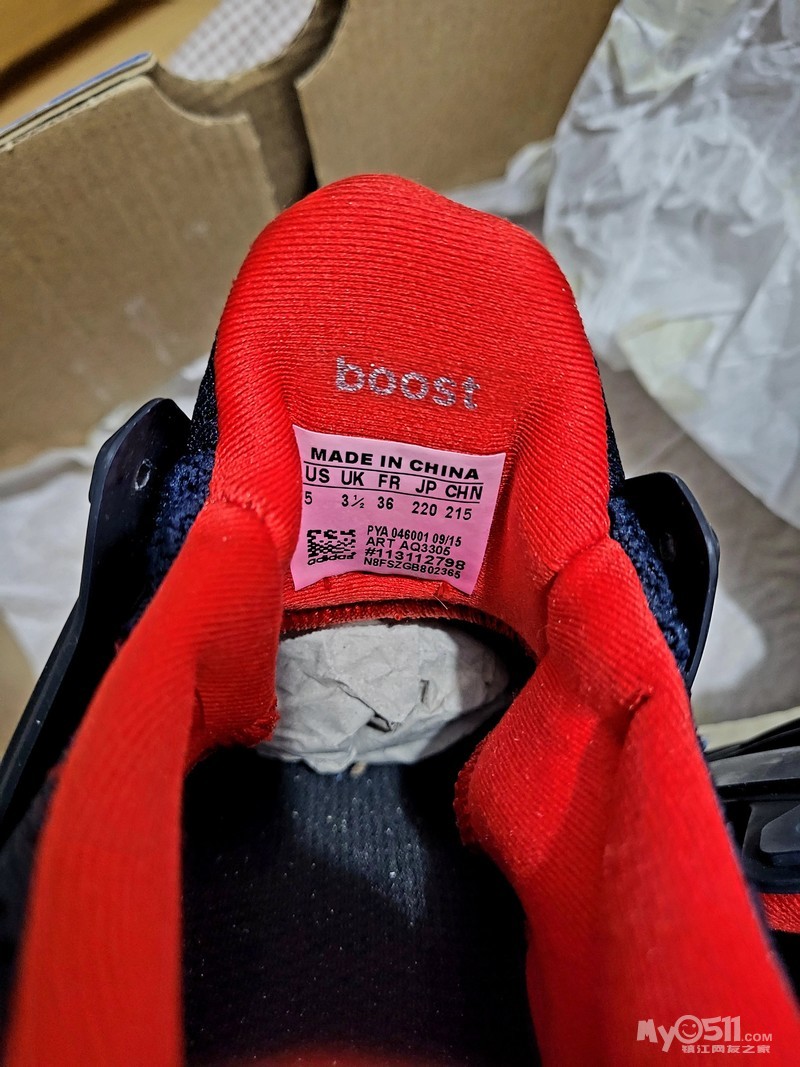 boost
MADE IN CHINA
US UK FR JP CHN
5 3½ 36 220 215
PYA 046001 09/15
ART AQ3305
#113112798
adidas N8FSZGB802365
My0511.COM
镇江网友之家